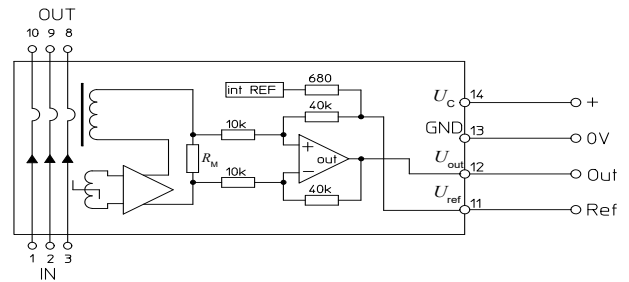 OUT
10 9 8
int REF
680
40k
10k
+
out
−
R_M
10k
40k
U_C 14
+
GND 13
0V
U_out 12
Out
U_ref 11
Ref
1 2 3
IN